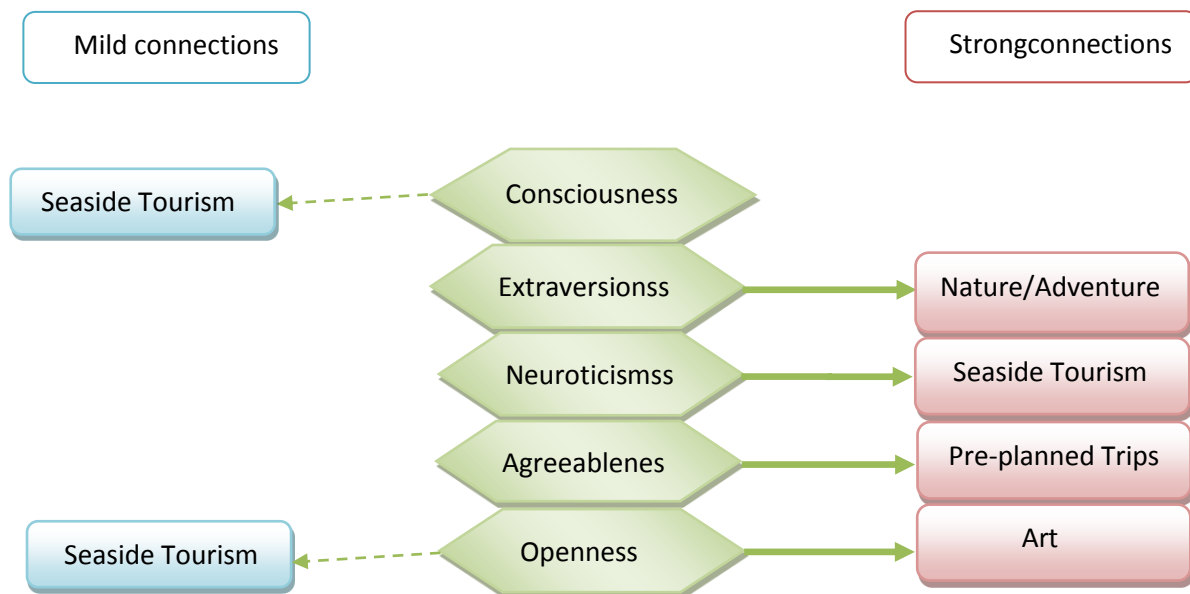 Mild connections
Strongconnections
Seaside Tourism
Consciousness
Extraversionss
Nature/Adventure
Neuroticismss
Seaside Tourism
Agreeablenes
Pre-planned Trips
Seaside Tourism
Openness
Art